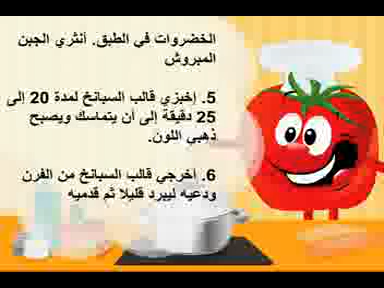 الخضروات في الطبق. أنثري الجبن
المبروش
5. إخبزي قالب السبانخ لمدة 20 إلى
25 دقيقة إلى أن يتماسك ويصبح
ذهبي اللون.
6. أخرجي قالب السبانخ من الفرن
ودعيه ليبرد قليلا ثم قدميه